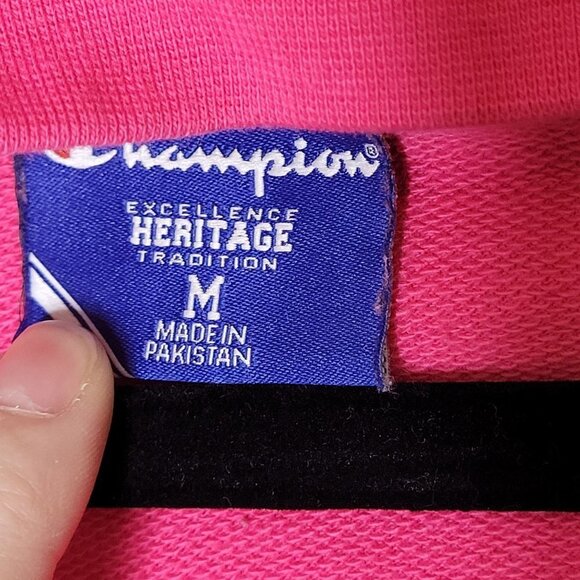 Champion®
EXCELLENCE
HERITAGE
TRADITION
M
MADE IN
PAKISTAN